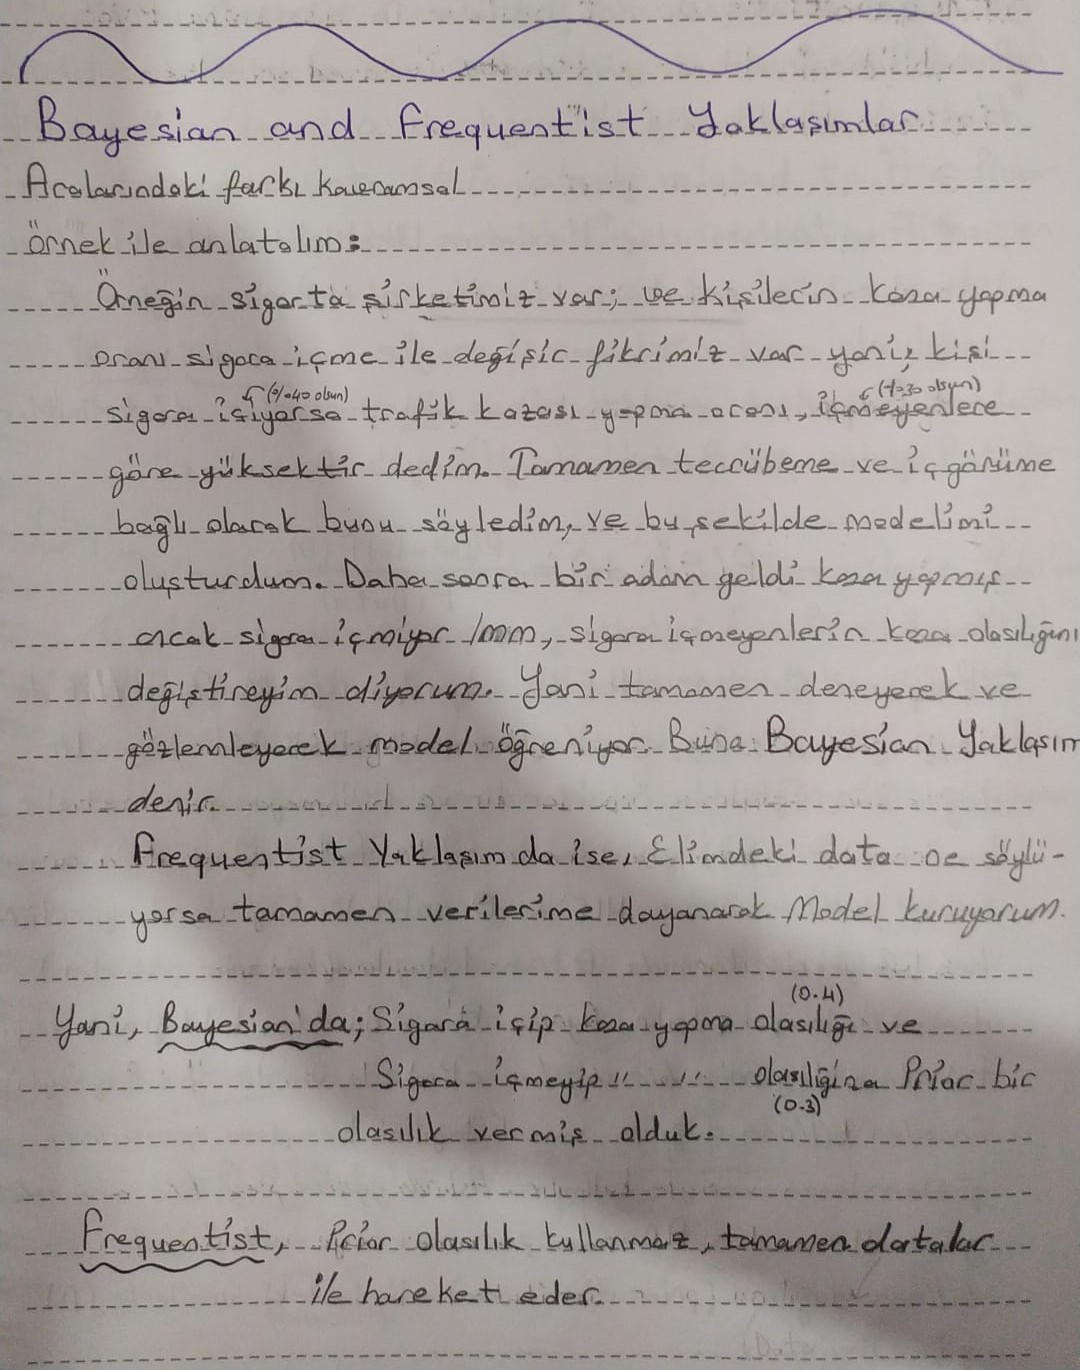 Bayesian and Frequentist Yaklaşımlar
Aralarındaki farkı kavramsal
örnek ile anlatalım:
Örneğin sigorta şirketimiz var; ve kişilerin kaza yapma
oranı sigara içme ile değişir fikrimiz var yani, kişi
(%40 olsun) (%30 olsun)
sigara içiyorsa trafik kazası yapma oranı, içmeyenlere
göre yüksektir dedim. Tamamen tecrübeme ve içgörüme
bağlı olarak bunu söyledim, ve bu şekilde modelimi
oluşturdum. Daha sonra bir adam geldi kaza yapmış
ancak sigara içmiyor Imm, sigara içmeyenlerin kaza olasılığını
değiştireyim diyorum. Yani tamamen deneyerek ve
gözlemleyerek model öğreniyor. Buna Bayesian Yaklaşım
denir.
Frequentist Yaklaşım da ise, Elimdeki data ne söylü-
yorsa tamamen verilerime dayanarak Model kuruyorum.
(0.4)
Yani, Bayesian'da; Sigara içip kaza yapma olasılığı ve
Sigara içmeyip " " olasılığına Prior bir
(0.3)
olasılık vermiş olduk.
Frequentist, Prior olasılık kullanmaz, tamamen datalar
ile hareket eder.